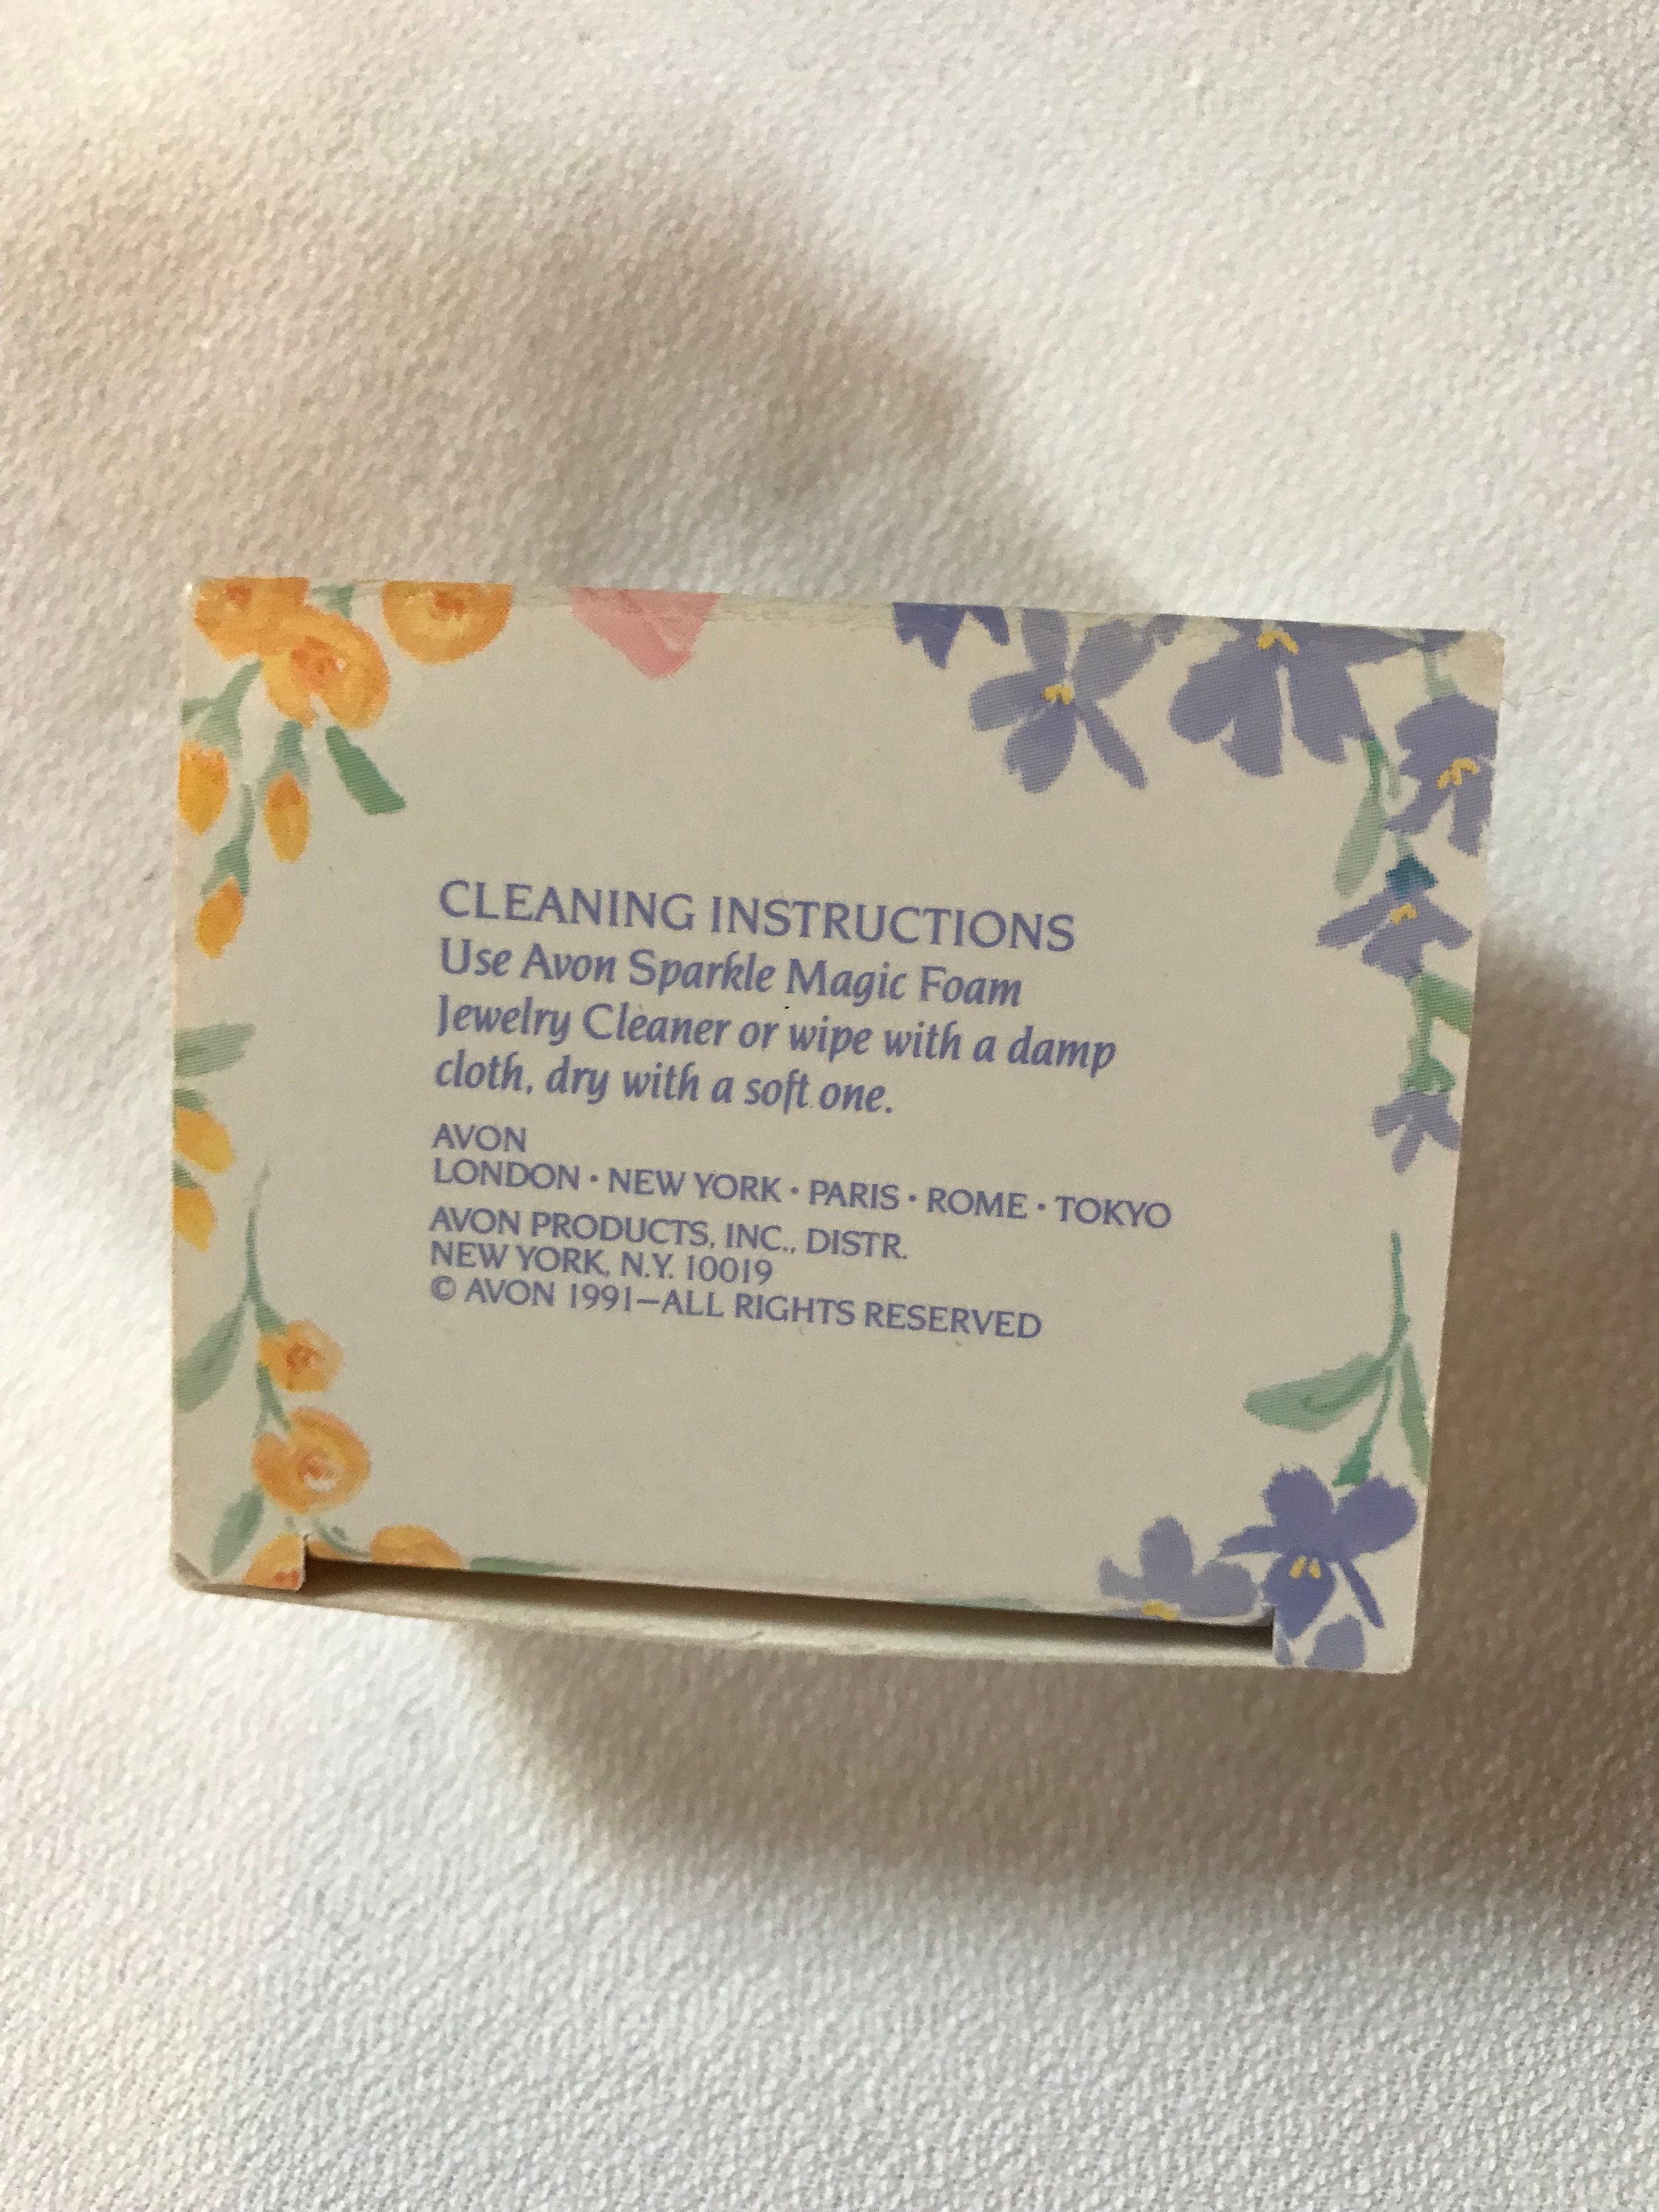 CLEANING INSTRUCTIONS
Use Avon Sparkle Magic Foam
Jewelry Cleaner or wipe with a damp
cloth, dry with a soft one.
AVON
LONDON · NEW YORK · PARIS · ROME · TOKYO
AVON PRODUCTS, INC., DISTR.
NEW YORK, N.Y. 10019
© AVON 1991—ALL RIGHTS RESERVED